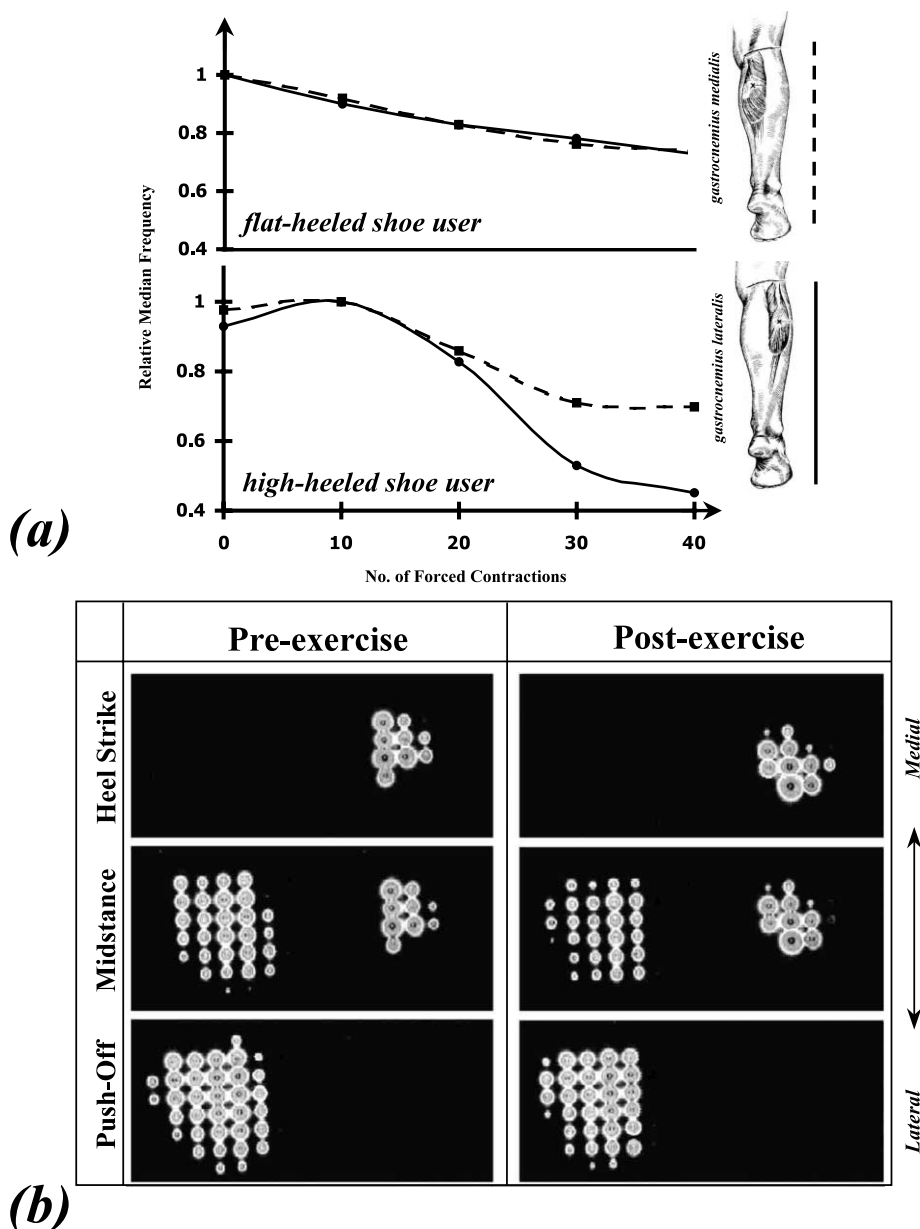 gastrocnemius medialis
1
0.8
0.6
0.4
flat-heeled shoe user
Relative Median Frequency
gastrocnemius lateralis
1
0.8
0.6
0.4
high-heeled shoe user
(a)
0 10 20 30 40
No. of Forced Contractions
Pre-exercise Post-exercise
Heel Strike
Medial
Midstance
Push-Off
Lateral
(b)